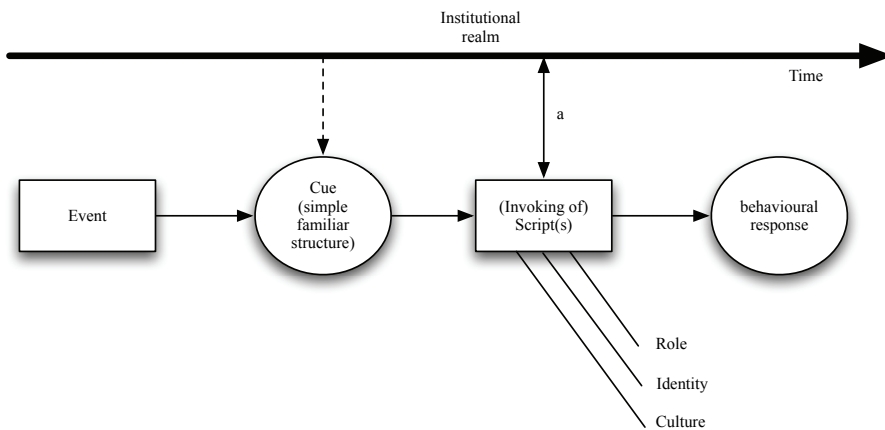 Institutional
realm
Time
a
Event
Cue
(simple
familiar
structure)
(Invoking of)
Script(s)
behavioural
response
Role
Identity
Culture